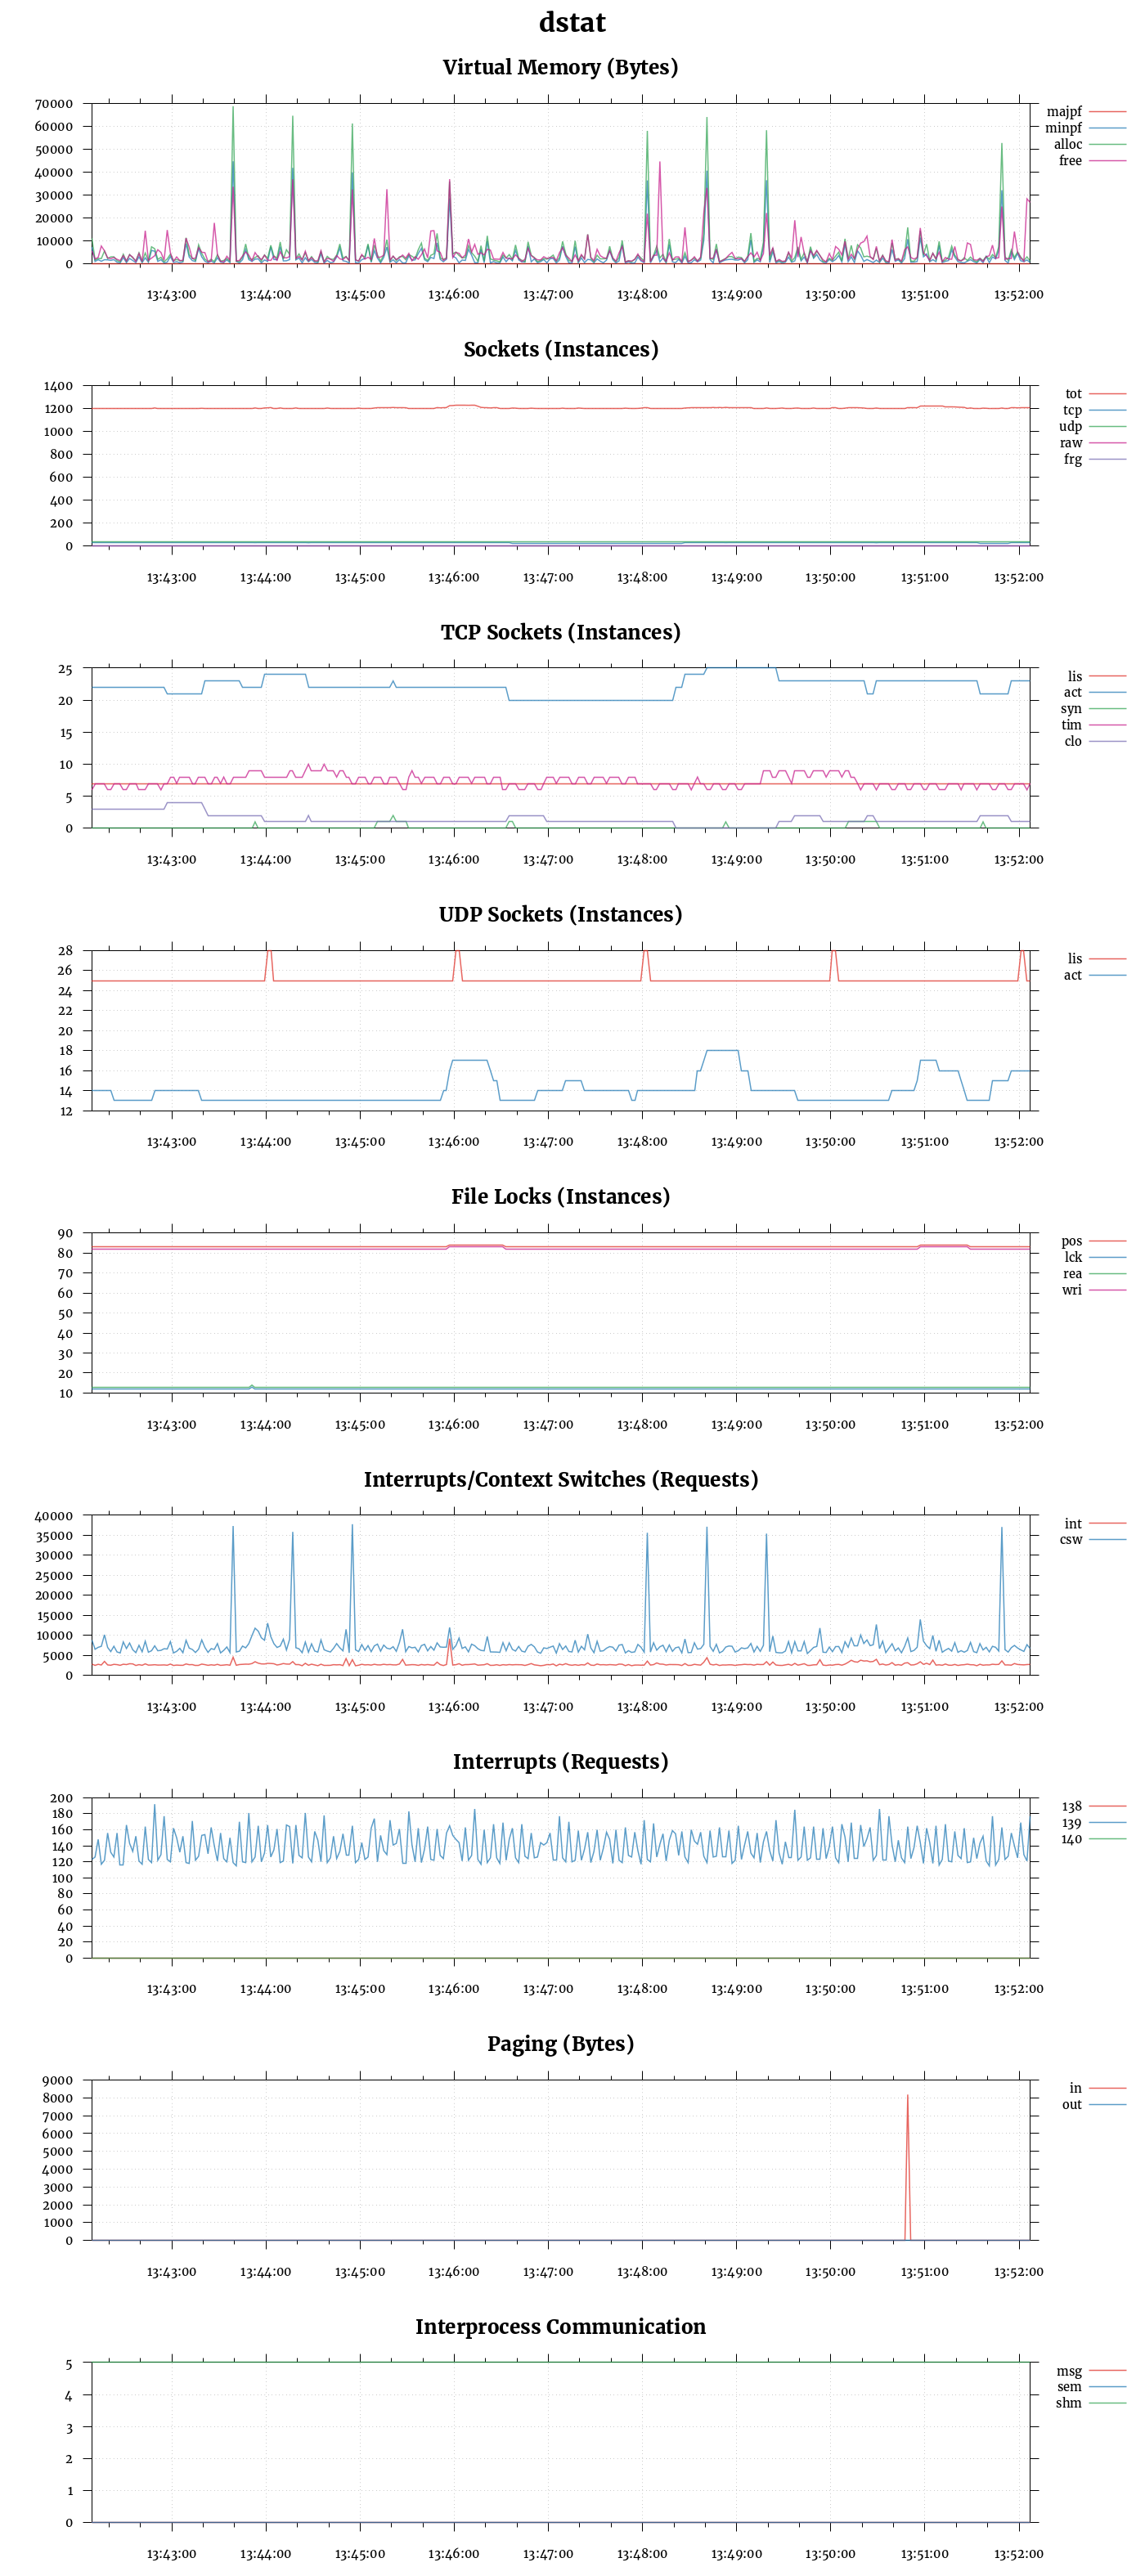 dstat
Virtual Memory (Bytes)
70000
60000
50000
40000
30000
20000
10000
0
13:43:00 13:44:00 13:45:00 13:46:00 13:47:00 13:48:00 13:49:00 13:50:00 13:51:00 13:52:00
majpf
minpf
alloc
free
Sockets (Instances)
1400
1200
1000
800
600
400
200
0
13:43:00 13:44:00 13:45:00 13:46:00 13:47:00 13:48:00 13:49:00 13:50:00 13:51:00 13:52:00
tot
tcp
udp
raw
frg
TCP Sockets (Instances)
25
20
15
10
5
0
13:43:00 13:44:00 13:45:00 13:46:00 13:47:00 13:48:00 13:49:00 13:50:00 13:51:00 13:52:00
lis
act
syn
tim
clo
UDP Sockets (Instances)
28
26
24
22
20
18
16
14
12
13:43:00 13:44:00 13:45:00 13:46:00 13:47:00 13:48:00 13:49:00 13:50:00 13:51:00 13:52:00
lis
act
File Locks (Instances)
90
80
70
60
50
40
30
20
10
13:43:00 13:44:00 13:45:00 13:46:00 13:47:00 13:48:00 13:49:00 13:50:00 13:51:00 13:52:00
pos
lck
rea
wri
Interrupts/Context Switches (Requests)
40000
35000
30000
25000
20000
15000
10000
5000
0
13:43:00 13:44:00 13:45:00 13:46:00 13:47:00 13:48:00 13:49:00 13:50:00 13:51:00 13:52:00
int
csw
Interrupts (Requests)
200
180
160
140
120
100
80
60
40
20
0
13:43:00 13:44:00 13:45:00 13:46:00 13:47:00 13:48:00 13:49:00 13:50:00 13:51:00 13:52:00
138
139
140
Paging (Bytes)
9000
8000
7000
6000
5000
4000
3000
2000
1000
0
13:43:00 13:44:00 13:45:00 13:46:00 13:47:00 13:48:00 13:49:00 13:50:00 13:51:00 13:52:00
in
out
Interprocess Communication
5
4
3
2
1
0
13:43:00 13:44:00 13:45:00 13:46:00 13:47:00 13:48:00 13:49:00 13:50:00 13:51:00 13:52:00
msg
sem
shm